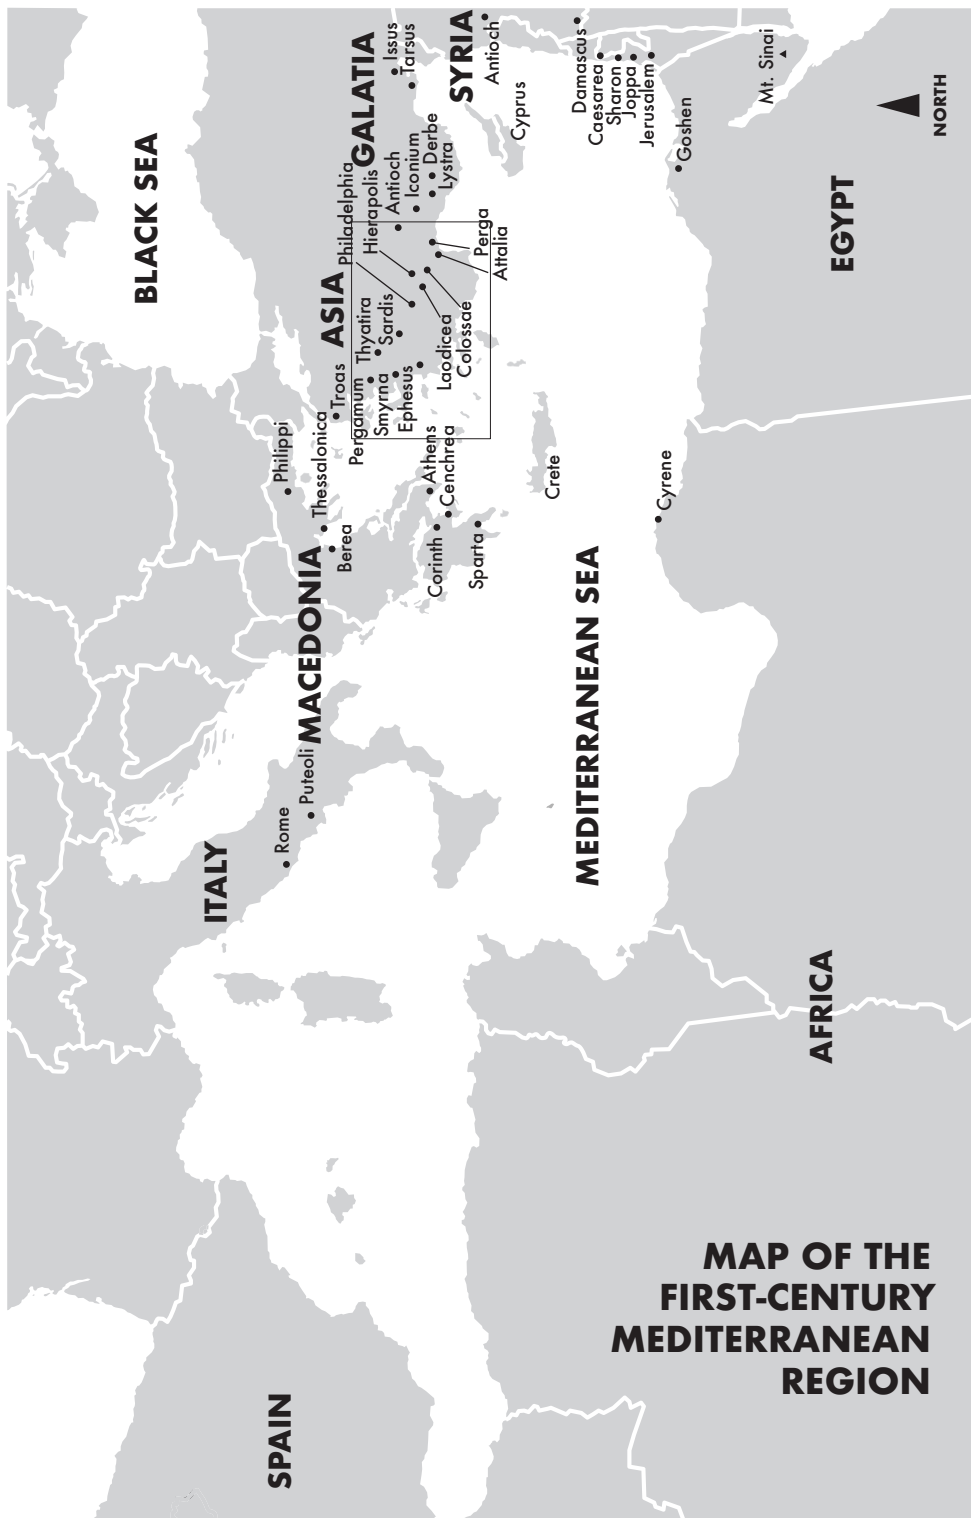 MAP OF THE
FIRST-CENTURY
MEDITERRANEAN
REGION
SPAIN
ITALY
Rome
Puteoli
MACEDONIA
Berea
Thessalonica
Philippi
Corinth
Sparta
Athens
Cenchrea
Crete
BLACK SEA
ASIA
Troas
Pergamum
Thyatira
Smyrna
Sardis
Ephesus
Philadelphia
Hierapolis
Laodicea
Colossae
Perga
Attalia
Antioch
Iconium
Derbe
Lystra
GALATIA
Issus
Tarsus
SYRIA
Antioch
Cyprus
Damascus
Caesarea
Sharon
Joppa
Jerusalem
Goshen
Mt. Sinai
NORTH
EGYPT
Cyrene
MEDITERRANEAN SEA
AFRICA